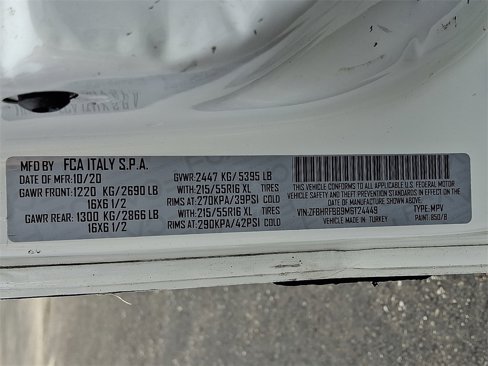 MFD BY FCA ITALY S.P.A.
DATE OF MFR:10/20
GAWR FRONT:1220 KG/2690 LB
16X6 1/2
GAWR REAR: 1300 KG/2866 LB
16X6 1/2
GVWR:2447 KG/ 5395 LB
WITH:215/55R16 XL TIRES
RIMS AT:270KPA/39PSI COLD
WITH:215/55R16 XL TIRES
RIMS AT:290KPA/42PSI COLD
THIS VEHICLE CONFORMS TO ALL APPLICABLE U.S. FEDERAL MOTOR
VEHICLE SAFETY AND THEFT PREVENTION STANDARDS IN EFFECT ON THE
DATE OF MANUFACTURE SHOWN ABOVE.
VIN:ZFBHRFBB9M6T24449 TYPE: MPV
VEHICLE MADE IN: TURKEY PAINT: 850/B